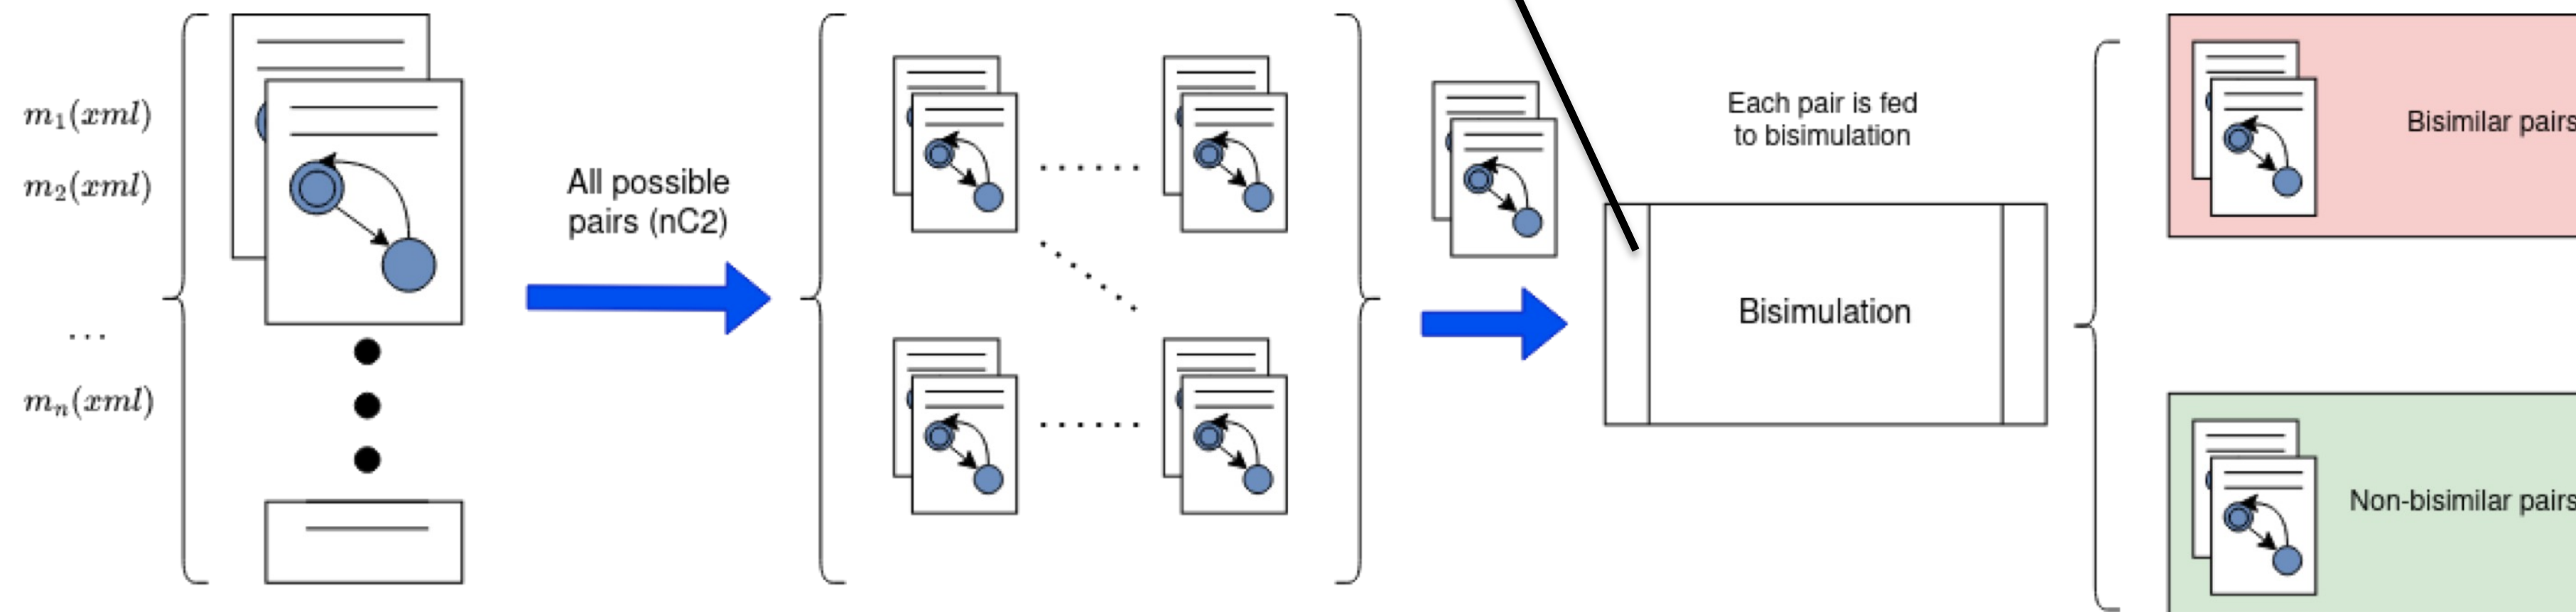 m₁(xml)
m₂(xml)
...
mₙ(xml)
All possible
pairs (nC2)
Each pair is fed
to bisimulation
Bisimulation
Bisimilar pairs
Non-bisimilar pairs